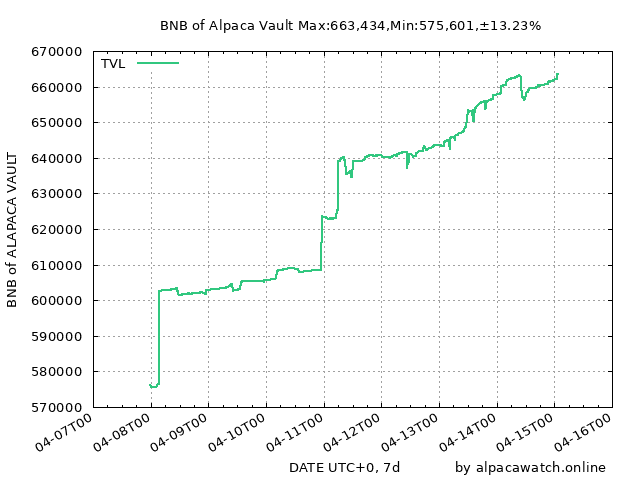 BNB of Alpaca Vault Max:663,434,Min:575,601,±13.23%
670000
TVL
660000
650000
640000
630000
620000
610000
600000
590000
580000
570000
BNB of ALAPACA VAULT
04-07T00
04-08T00
04-09T00
04-10T00
04-11T00
04-12T00
04-13T00
04-14T00
04-15T00
04-16T00
DATE UTC+0, 7d
by alpacawatch.online